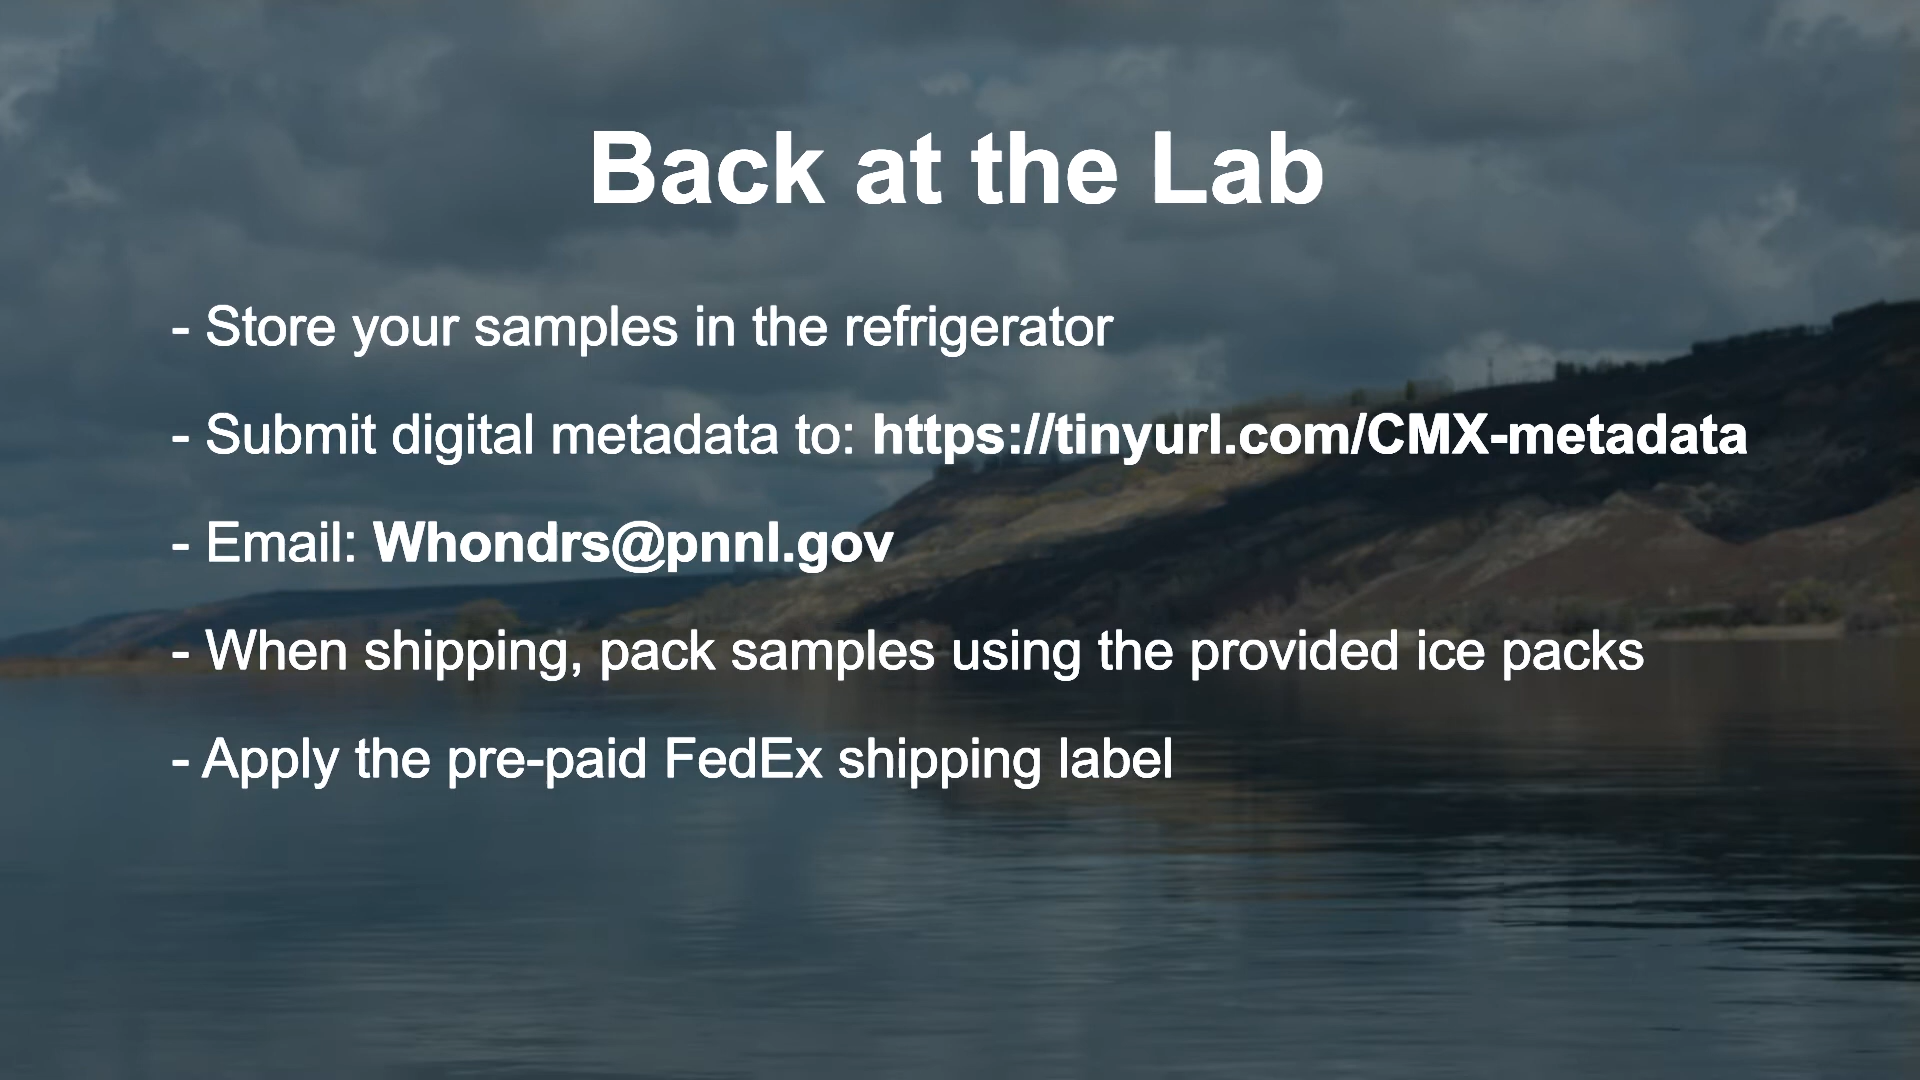 Back at the Lab
- Store your samples in the refrigerator
- Submit digital metadata to: https://tinyurl.com/CMX-metadata
- Email: Whondrs@pnnl.gov
- When shipping, pack samples using the provided ice packs
- Apply the pre-paid FedEx shipping label